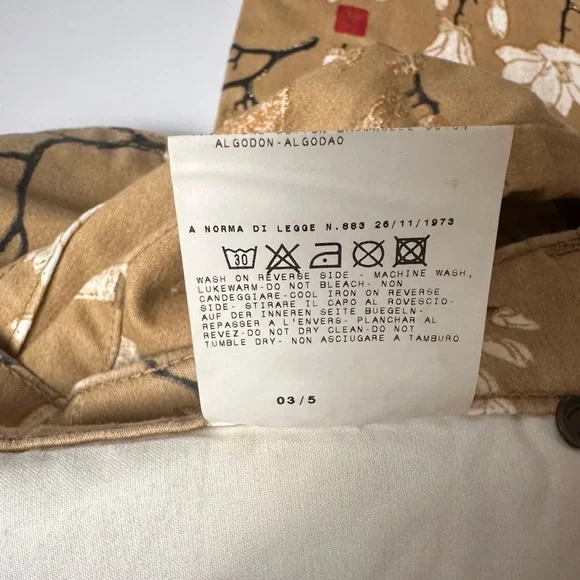 ALGODON-ALGODAO
A NORMA DI LEGGE N.883 26/11/1973
30
WASH ON REVERSE SIDE - MACHINE WASH,
LUKEWARM-DO NOT BLEACH- NON
CANDEGGIARE-COOL IRON ON REVERSE
SIDE- STIRARE IL CAPO AL ROVESCIO-
AUF DER INNEREN SEITE BUEGELN-
REPASSER A L'ENVERS- PLANCHAR AL
REVEZ-DO NOT DRY CLEAN-DO NOT
TUMBLE DRY- NON ASCIUGARE A TAMBURO
03/5